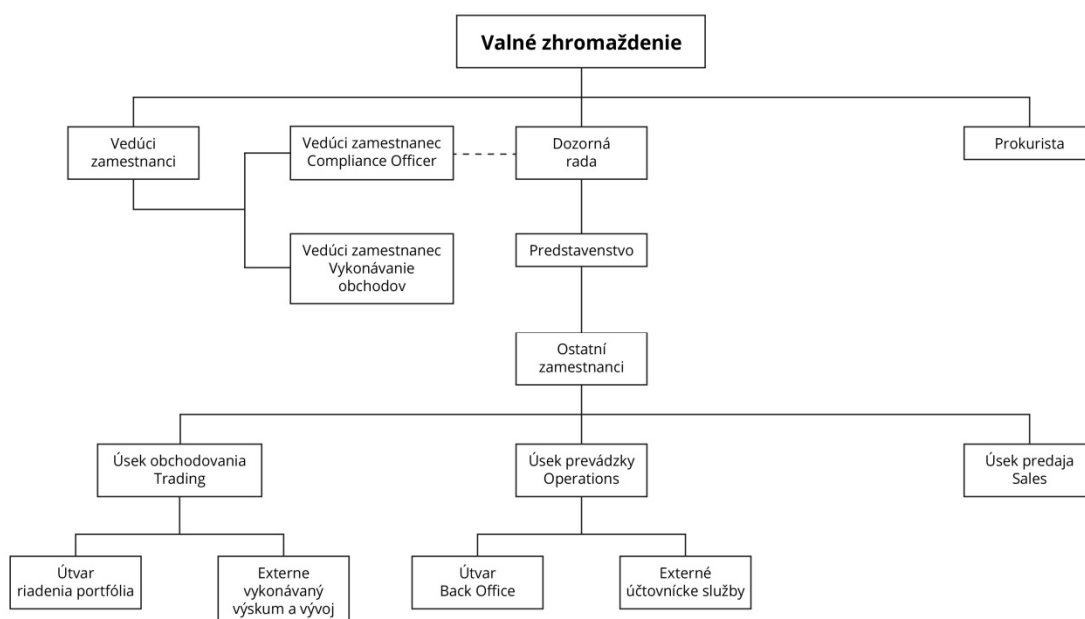 Valné zhromaždenie
Vedúci
zamestnanci
Vedúci zamestnanec
Compliance Officer
Dozorná
rada
Prokurista
Vedúci zamestnanec
Vykonávanie
obchodov
Predstavenstvo
Ostatní
zamestnanci
Úsek obchodovania
Trading
Úsek prevádzky
Operations
Úsek predaja
Sales
Útvar
riadenia portfólia
Externe
vykonávaný
výskum a vývoj
Útvar
Back Office
Externé
účtovnícke služby